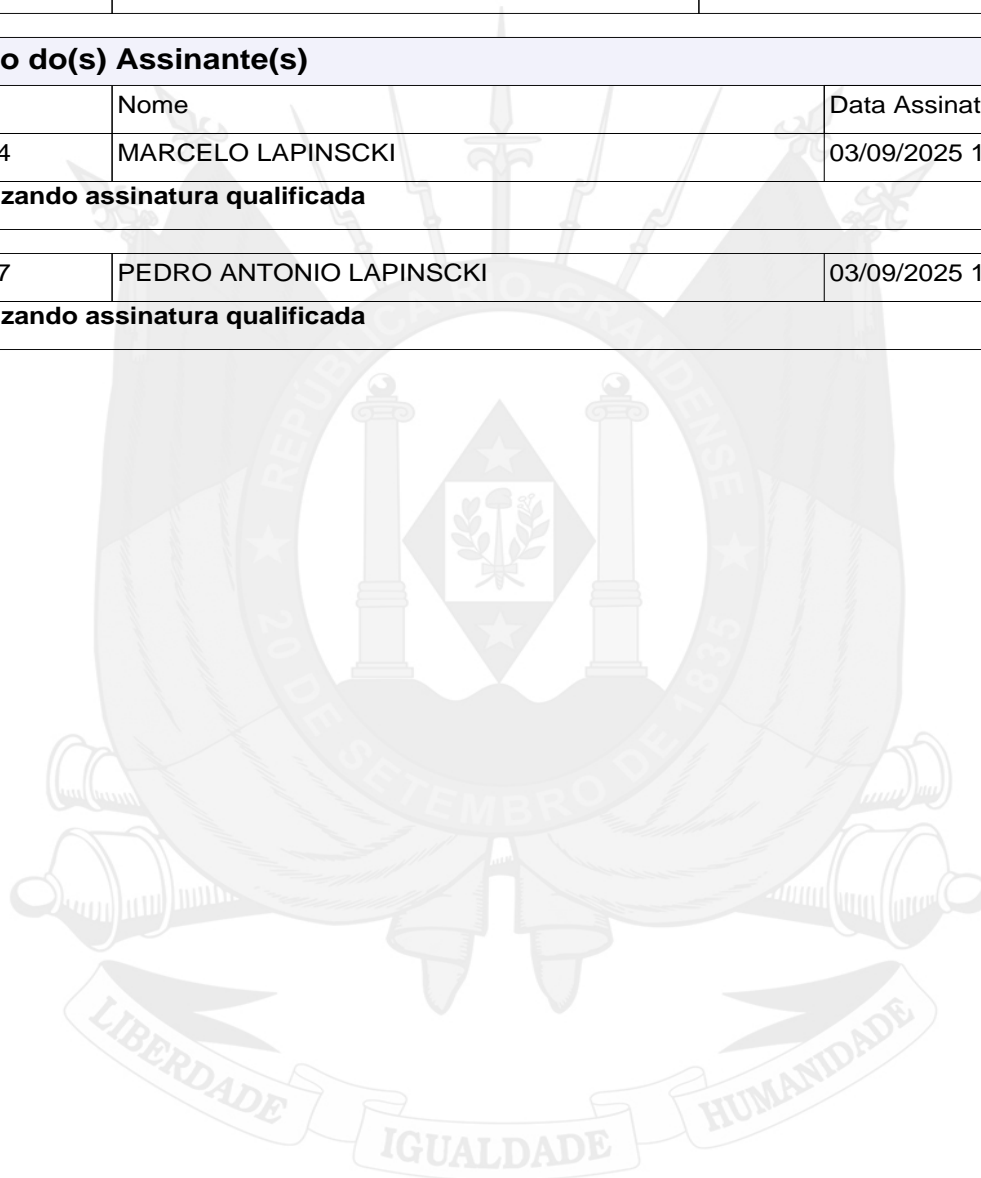 o do(s) Assinante(s)
Nome Data Assinat
4 MARCELO LAPINSCKI 03/09/2025 1
zando assinatura qualificada
7 PEDRO ANTONIO LAPINSCKI 03/09/2025 1
zando assinatura qualificada
REPÚBLICA RIO-GRANDENSE
20 DE SETEMBRO DE 1835
LIBERDADE
IGUALDADE
HUMANIDADE